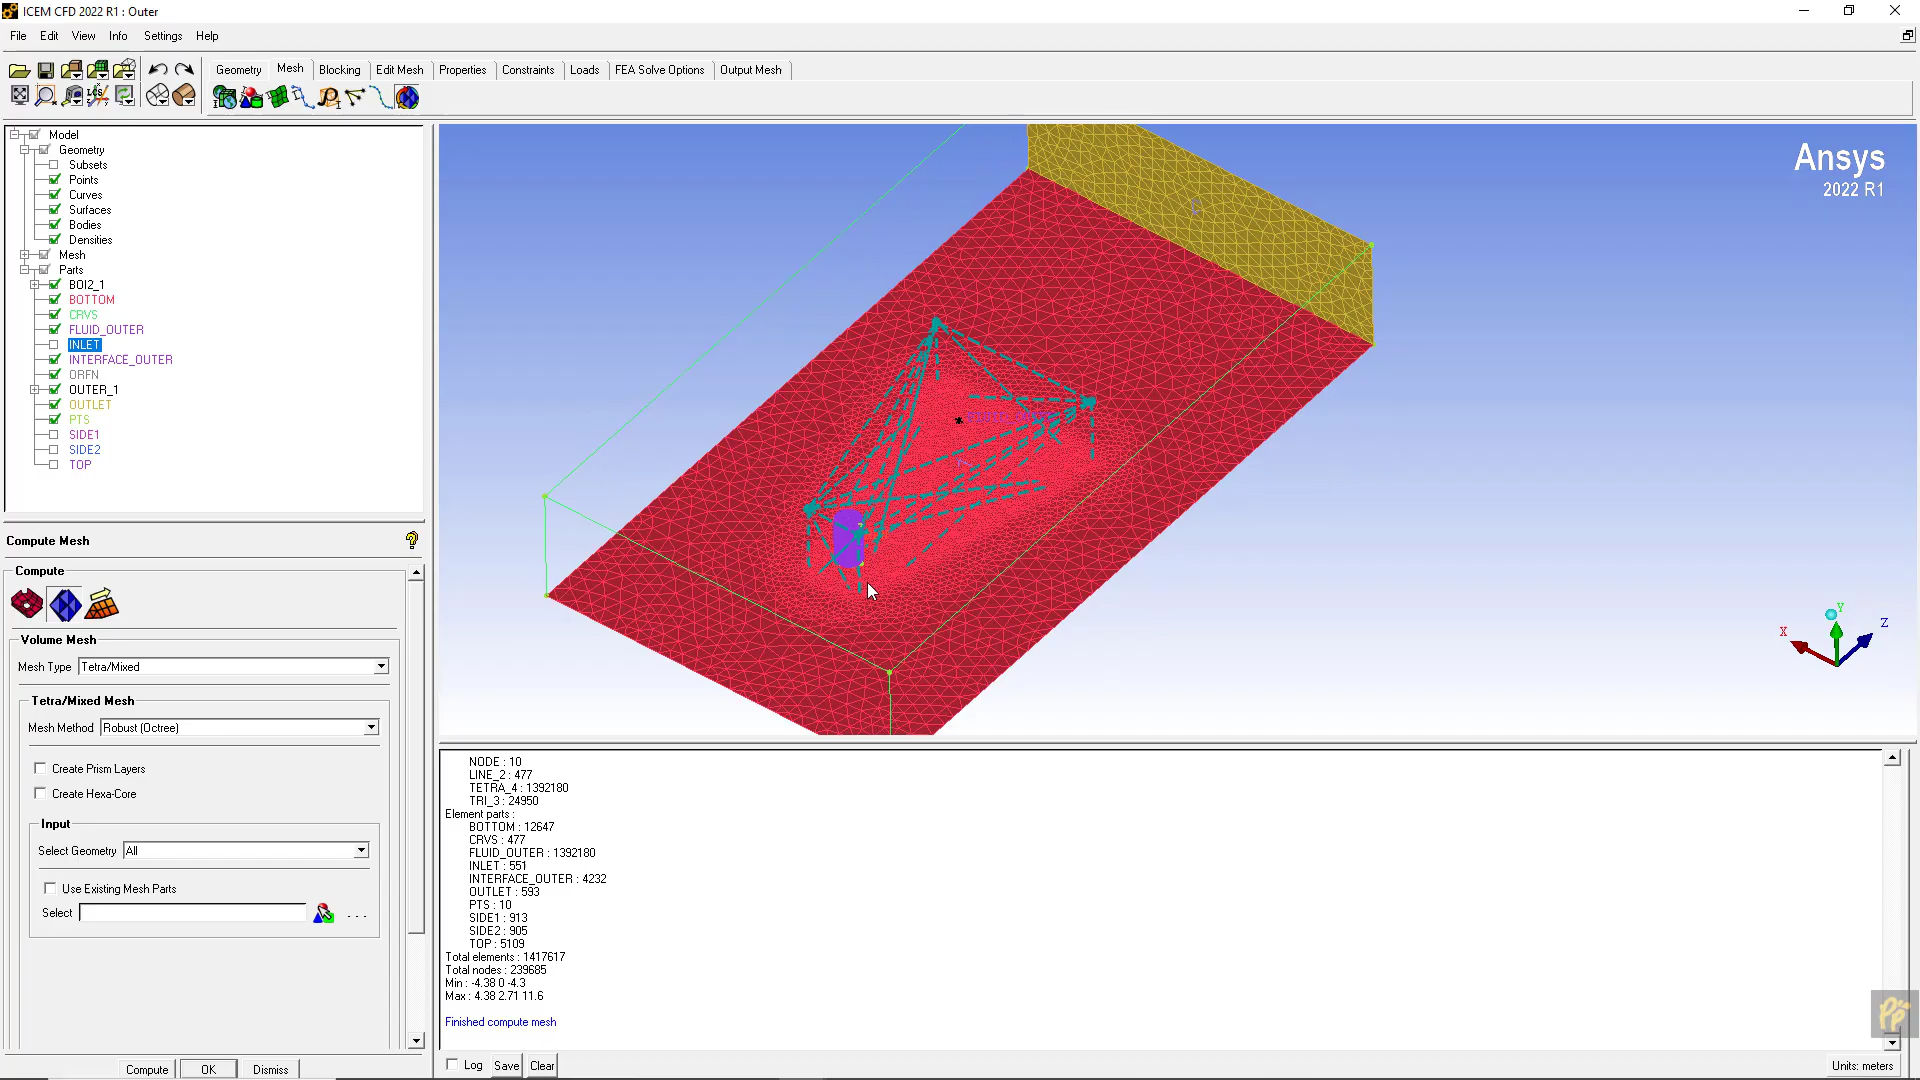 ICEM CFD 2022 R1 : Outer
File Edit View Info Settings Help
Geometry Mesh Blocking Edit Mesh Properties Constraints Loads FEA Solve Options Output Mesh
Model
Geometry
Subsets
Points
Curves
Surfaces
Bodies
Densities
Mesh
Parts
BOI2_1
BOTTOM
CRVS
FLUID_OUTER
INLET
INTERFACE_OUTER
ORFN
OUTER_1
OUTLET
PTS
SIDE1
SIDE2
TOP
Compute Mesh
Compute
Volume Mesh
Mesh Type Tetra/Mixed
Tetra/Mixed Mesh
Mesh Method Robust (Octree)
Create Prism Layers
Create Hexa-Core
Input
Select Geometry All
Use Existing Mesh Parts
Select
. . .
Compute OK Dismiss
Ansys
2022 R1
Y
X
Z
NODE : 10
LINE_2 : 477
TETRA_4 : 1392180
TRI_3 : 24950
Element parts :
BOTTOM : 12647
CRVS : 477
FLUID_OUTER : 1392180
INLET : 551
INTERFACE_OUTER : 4232
OUTLET : 593
PTS : 10
SIDE1 : 913
SIDE2 : 905
TOP : 5109
Total elements : 1417617
Total nodes : 239685
Min : -4.38 0 -4.3
Max : 4.38 2.71 11.6
Finished compute mesh
Log Save Clear
Units: meters